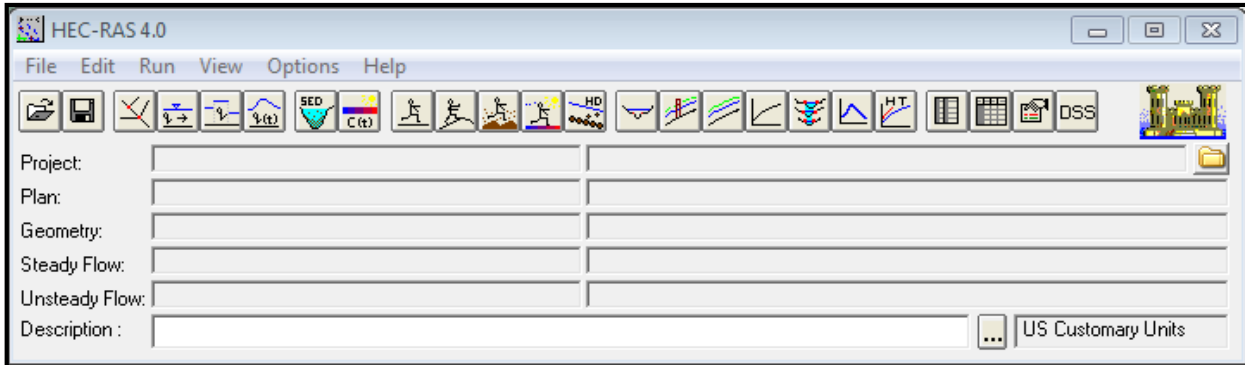 HEC-RAS 4.0
File Edit Run View Options Help
SED C(t) HD HT DSS
Project:
Plan:
Geometry:
Steady Flow:
Unsteady Flow:
Description :
... US Customary Units